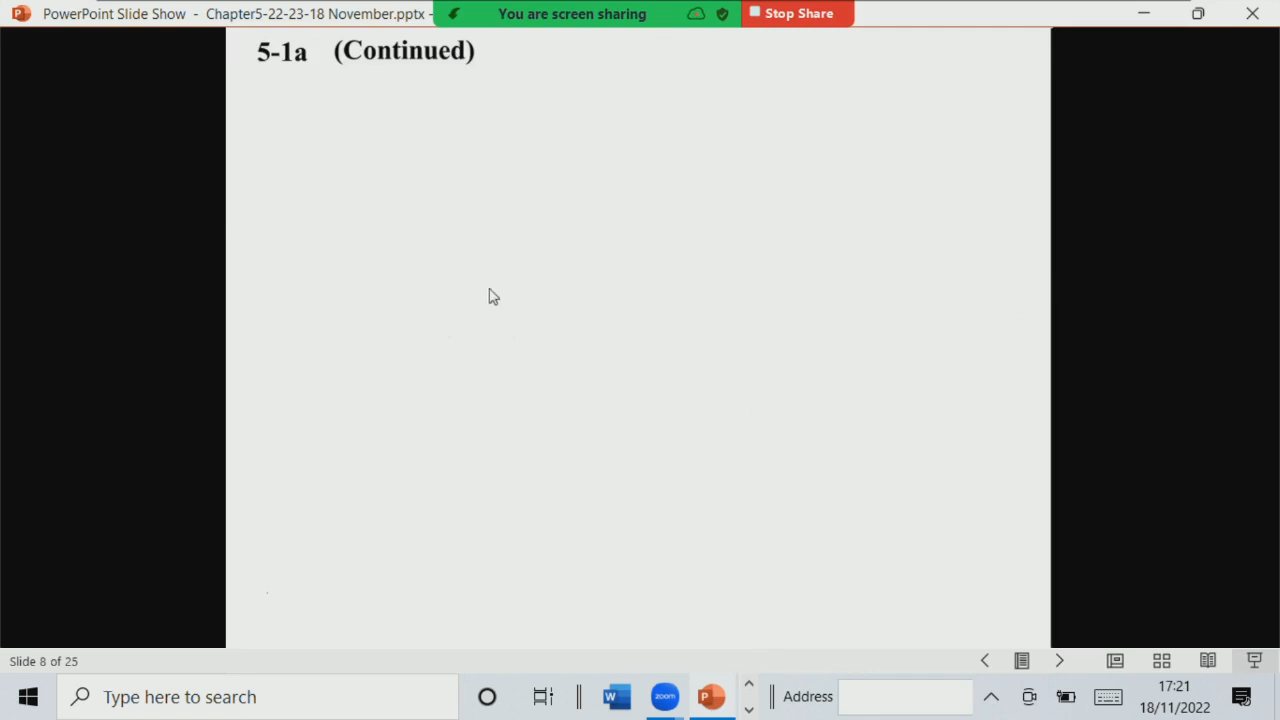 PowerPoint Slide Show - Chapter5-22-23-18 November.pptx -
You are screen sharing
Stop Share
5-1a (Continued)
Slide 8 of 25
Type here to search
W
zoom
P
Address
17:21
18/11/2022